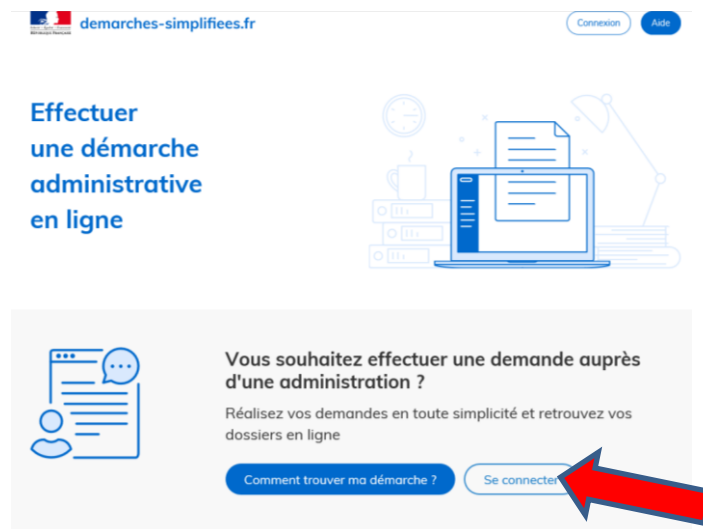 demarches-simplifiees.fr
Connexion
Aide
Effectuer
une démarche
administrative
en ligne
Vous souhaitez effectuer une demande auprès
d'une administration ?
Réalisez vos demandes en toute simplicité et retrouvez vos
dossiers en ligne
Comment trouver ma démarche ?
Se connecter